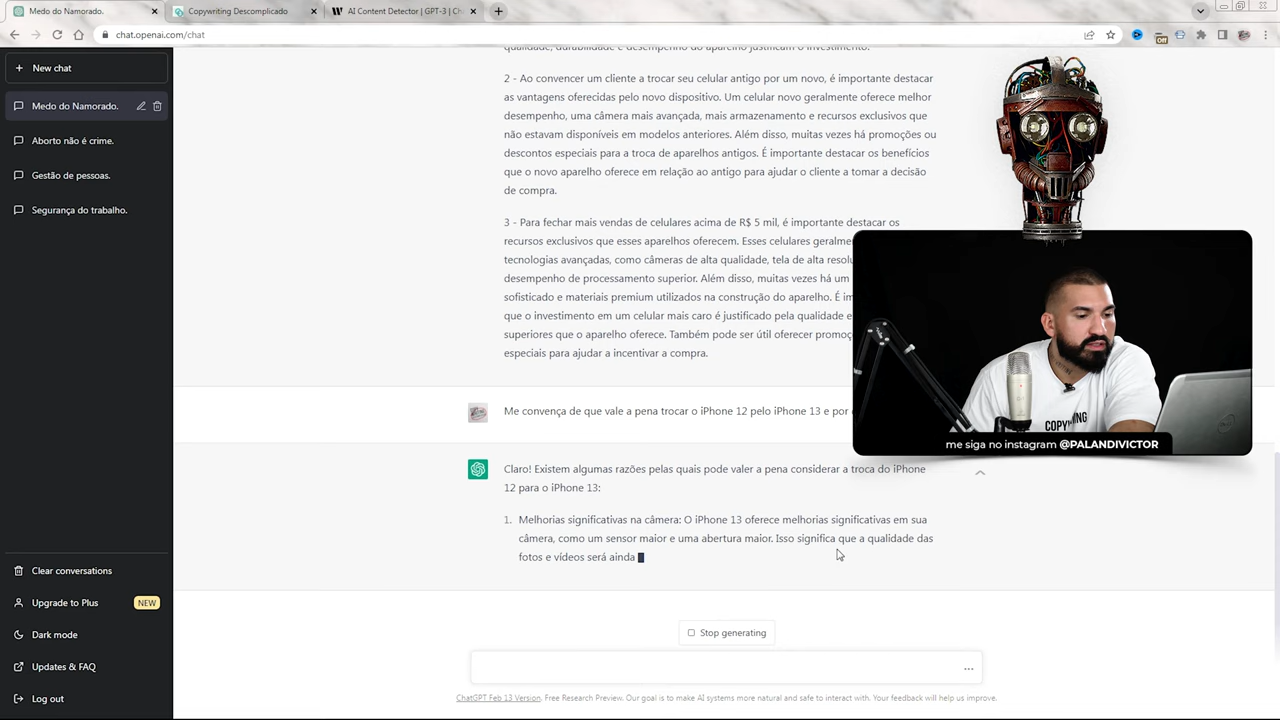 Medo do Namorado.
Copywriting Descomplicado
AI Content Detector | GPT-3 | Ch
chat.openai.com/chat
Off
New chat
Medo do Namorado.
Aborto não é crime.
Gestão de pessoas.
Segurança do trabalho.
Clear conversations
Upgrade to Plus NEW
Dark mode
Updates & FAQ
Log out
qualidade, durabilidade e desempenho do aparelho justificam o investimento.
2 - Ao convencer um cliente a trocar seu celular antigo por um novo, é importante destacar
as vantagens oferecidas pelo novo dispositivo. Um celular novo geralmente oferece melhor
desempenho, uma câmera mais avançada, mais armazenamento e recursos exclusivos que
não estavam disponíveis em modelos anteriores. Além disso, muitas vezes há promoções ou
descontos especiais para a troca de aparelhos antigos. É importante destacar os benefícios
que o novo aparelho oferece em relação ao antigo para ajudar o cliente a tomar a decisão
de compra.
3 - Para fechar mais vendas de celulares acima de R$ 5 mil, é importante destacar os
recursos exclusivos que esses aparelhos oferecem. Esses celulares geralm
tecnologias avançadas, como câmeras de alta qualidade, tela de alta resolu
desempenho de processamento superior. Além disso, muitas vezes há um
sofisticado e materiais premium utilizados na construção do aparelho. É im
que o investimento em um celular mais caro é justificado pela qualidade e
superiores que o aparelho oferece. Também pode ser útil oferecer promoç
especiais para ajudar a incentivar a compra.
Me convença de que vale a pena trocar o iPhone 12 pelo iPhone 13 e por
Claro! Existem algumas razões pelas quais pode valer a pena considerar a troca do iPhone
12 para o iPhone 13:
1. Melhorias significativas na câmera: O iPhone 13 oferece melhorias significativas em sua
câmera, como um sensor maior e uma abertura maior. Isso significa que a qualidade das
fotos e vídeos será ainda
me siga no instagram @PALANDIVICTOR
Stop generating
ChatGPT Feb 13 Version. Free Research Preview. Our goal is to make AI systems more natural and safe to interact with. Your feedback will help us improve.